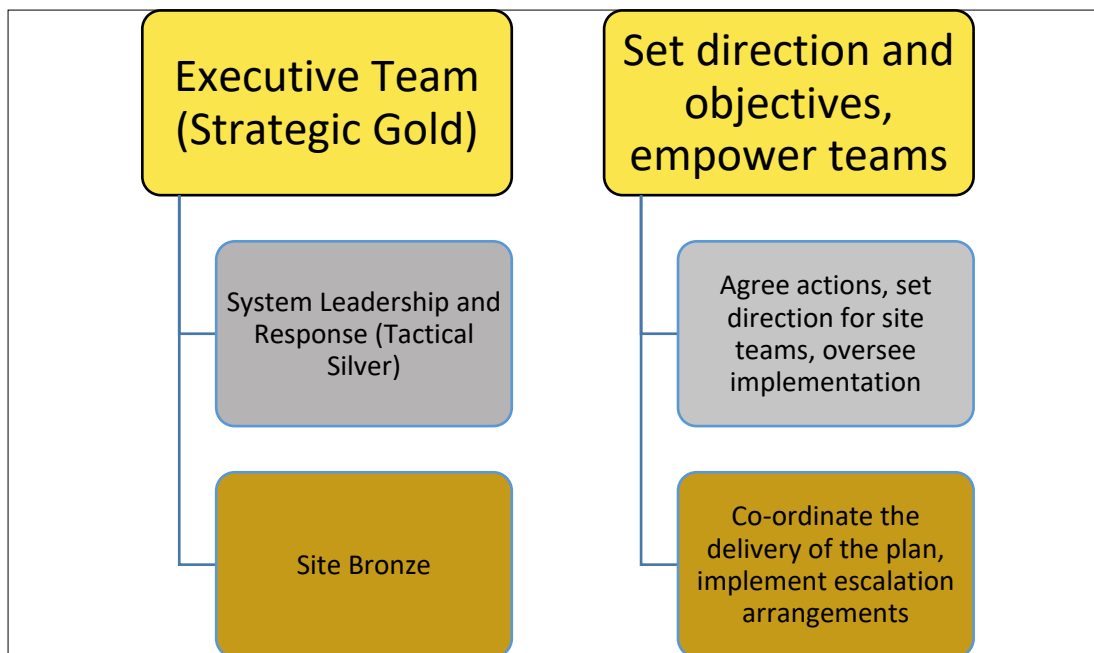 Executive Team
(Strategic Gold)
System Leadership and
Response (Tactical
Silver)
Site Bronze
Set direction and
objectives,
empower teams
Agree actions, set
direction for site
teams, oversee
implementation
Co-ordinate the
delivery of the plan,
implement escalation
arrangements